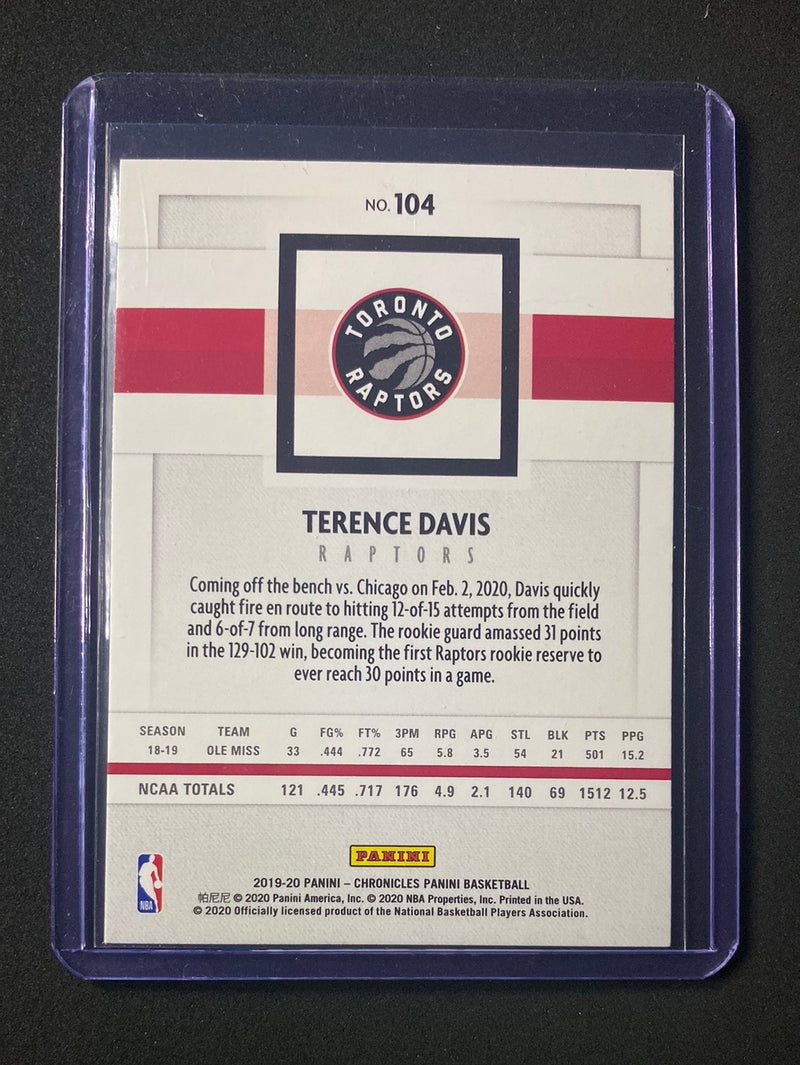 NO. 104
TORONTO
RAPTORS
TERENCE DAVIS
RAPTORS
Coming off the bench vs. Chicago on Feb. 2, 2020, Davis quickly
caught fire en route to hitting 12-of-15 attempts from the field
and 6-of-7 from long range. The rookie guard amassed 31 points
in the 129-102 win, becoming the first Raptors rookie reserve to
ever reach 30 points in a game.
SEASON TEAM G FG% FT% 3PM RPG APG STL BLK PTS PPG
18-19 OLE MISS 33 .444 .772 65 5.8 3.5 54 21 501 15.2
NCAA TOTALS 121 .445 .717 176 4.9 2.1 140 69 1512 12.5
PANINI
NBA
2019-20 PANINI – CHRONICLES PANINI BASKETBALL
帕尼尼 © 2020 Panini America, Inc. © 2020 NBA Properties, Inc. Printed in the USA.
© 2020 Officially licensed product of the National Basketball Players Association.